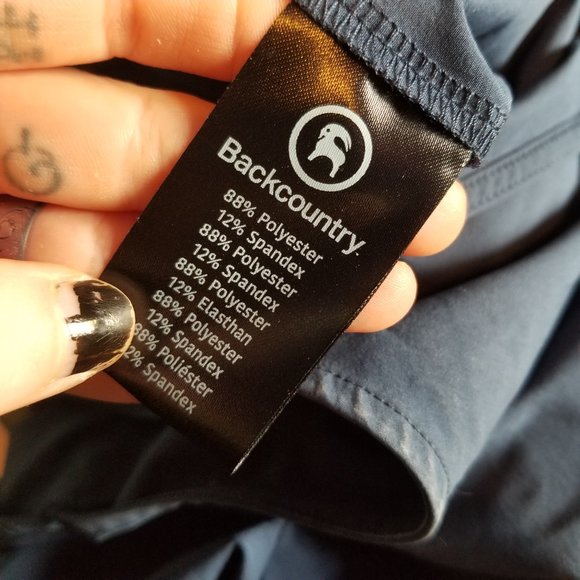 Backcountry
88% Polyester
12% Spandex
88% Polyester
12% Spandex
88% Polyester
12% Elasthan
88% Polyester
12% Spandex
88% Poliéster
2% Spandex